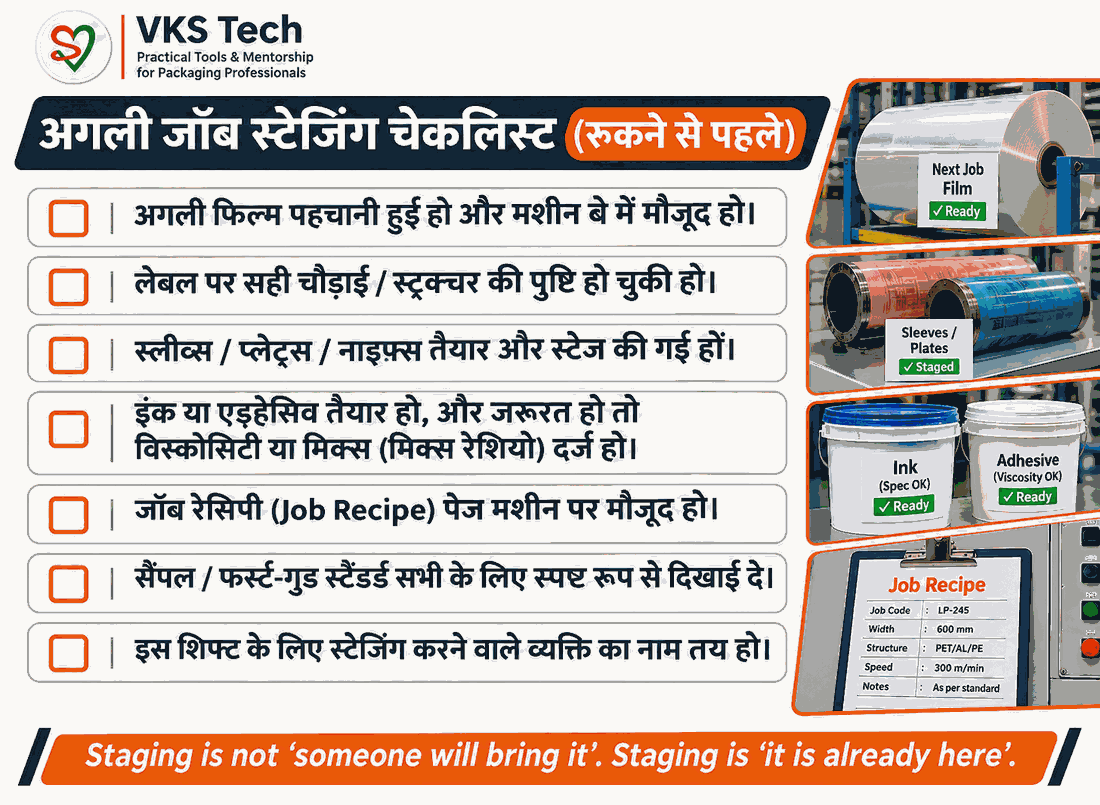 VKS Tech
Practical Tools & Mentorship
for Packaging Professionals
अगली जॉब स्टेजिंग चेकलिस्ट (रुकने से पहले)
अगली फिल्म पहचानी हुई हो और मशीन बे में मौजूद हो।
लेबल पर सही चौड़ाई / स्ट्रक्चर की पुष्टि हो चुकी हो।
स्लीव्स / प्लेट्स / नाइफ़्स तैयार और स्टेज की गई हों।
इंक या एड्हेसिव तैयार हो, और जरूरत हो तो
विस्कोसिटी या मिक्स (मिक्स रेशियो) दर्ज हो।
जॉब रेसिपी (Job Recipe) पेज मशीन पर मौजूद हो।
सैंपल / फर्स्ट-गुड स्टैंडर्ड सभी के लिए स्पष्ट रूप से दिखाई दे।
इस शिफ्ट के लिए स्टेजिंग करने वाले व्यक्ति का नाम तय हो।
Next Job
Film
✓ Ready
Sleeves /
Plates
✓ Staged
Ink
(Spec OK)
✓ Ready
Adhesive
(Viscosity OK)
✓ Ready
Job Recipe
Job Code : LP-245
Width : 600 mm
Structure : PET/AL/PE
Speed : 300 m/min
Notes : As per standard
Staging is not ‘someone will bring it’. Staging is ‘it is already here’.